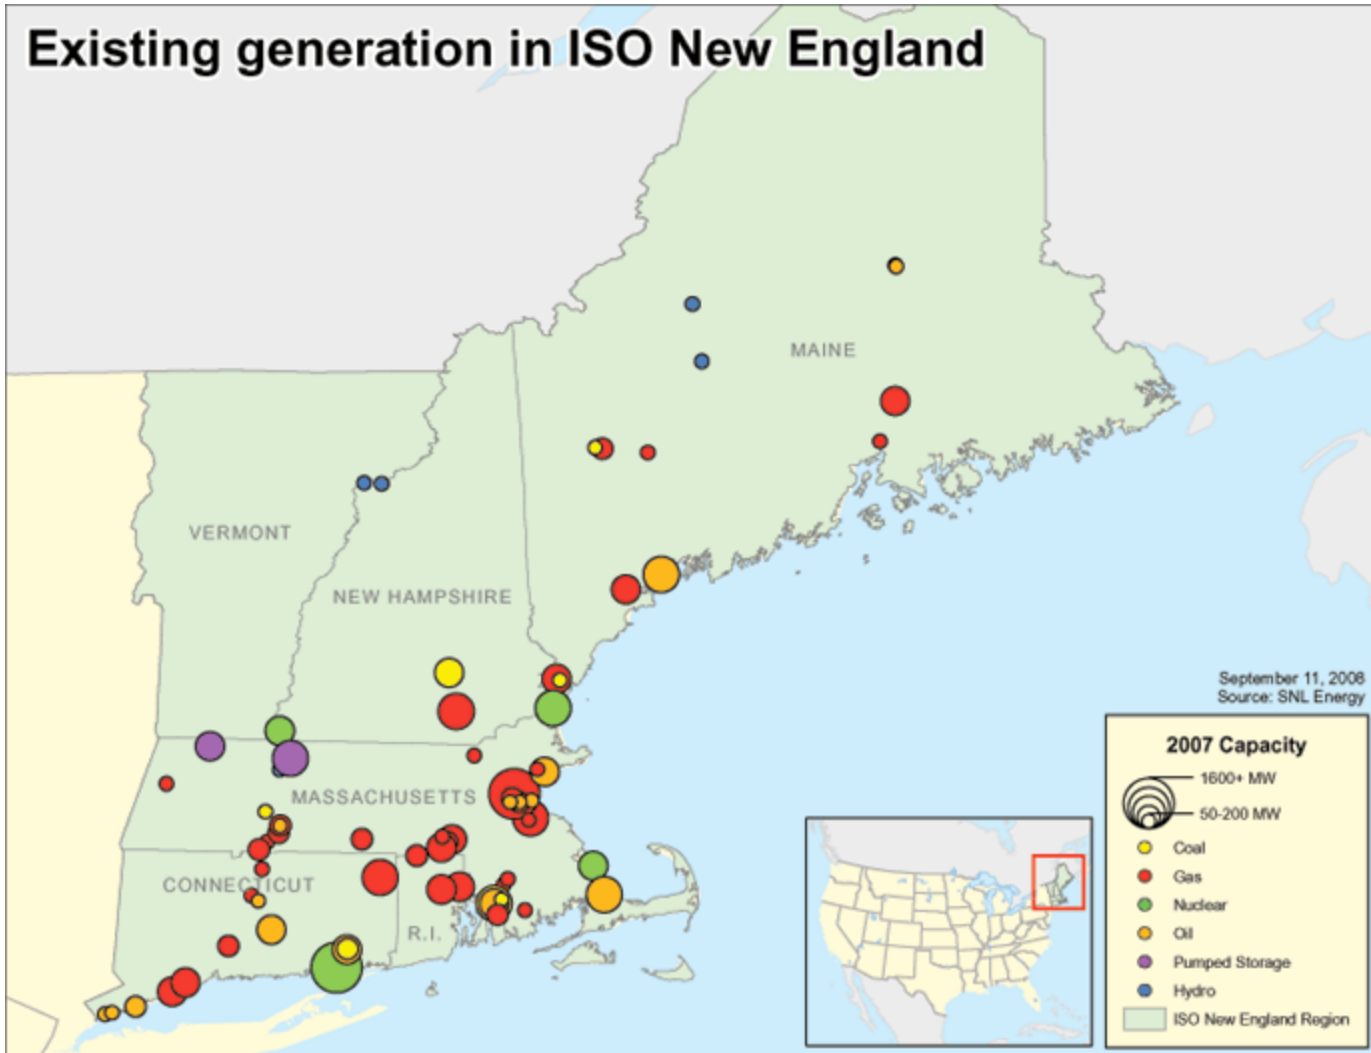 Existing generation in ISO New England
MAINE
VERMONT
NEW HAMPSHIRE
September 11, 2008
Source: SNL Energy
2007 Capacity
1600+ MW
50-200 MW
Coal
Gas
Nuclear
Oil
Pumped Storage
Hydro
ISO New England Region
MASSACHUSETTS
CONNECTICUT
R.I.